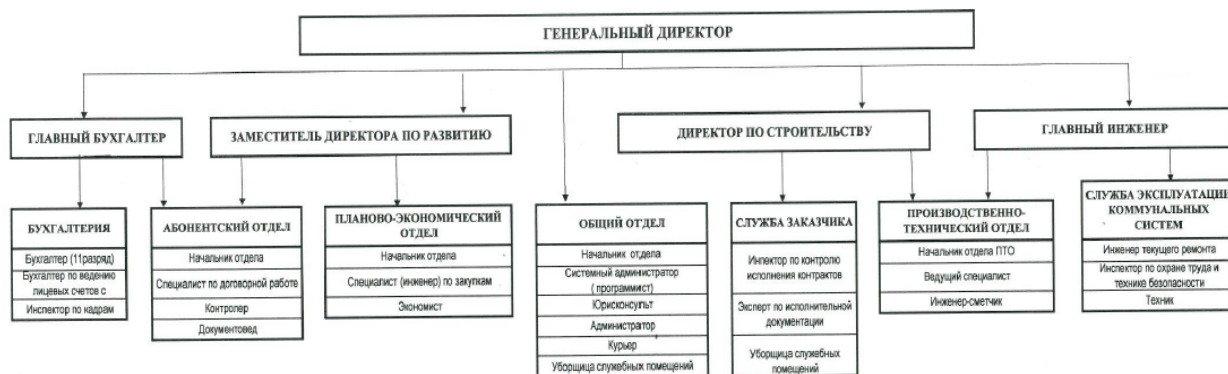 ГЕНЕРАЛЬНЫЙ ДИРЕКТОР
ГЛАВНЫЙ БУХГАЛТЕР
ЗАМЕСТИТЕЛЬ ДИРЕКТОРА ПО РАЗВИТИЮ
ДИРЕКТОР ПО СТРОИТЕЛЬСТВУ
ГЛАВНЫЙ ИНЖЕНЕР
БУХГАЛТЕРИЯ
Бухгалтер (11разряд)
Бухгалтер по ведению
лицевых счетов с
Инспектор по кадрам
АБОНЕНТСКИЙ ОТДЕЛ
Начальник отдела
Специалист по договорной работе
Контролер
Документовед
ПЛАНОВО-ЭКОНОМИЧЕСКИЙ
ОТДЕЛ
Начальник отдела
Специалист (инженер) по закупкам
Экономист
ОБЩИЙ ОТДЕЛ
Начальник отдела
Системный администратор
( программист)
Юрисконсульт
Администратор
Курьер
Уборщица служебных помещений
СЛУЖБА ЗАКАЗЧИКА
Инпектор по контролю
исполнения контрактов
Эксперт по исполнительной
документации
Уборщица служебных
помещений
ПРОИЗВОДСТВЕННО-
ТЕХНИЧЕСКИЙ ОТДЕЛ
Начальник отдела ПТО
Ведущий специалист
Инженер-сметчик
СЛУЖБА ЭКСПЛУАТАЦИИ
КОММУНАЛЬНЫХ
СИСТЕМ
Инженер текущего ремонта
Инспектор по охране труда и
технике безопасности
Техник